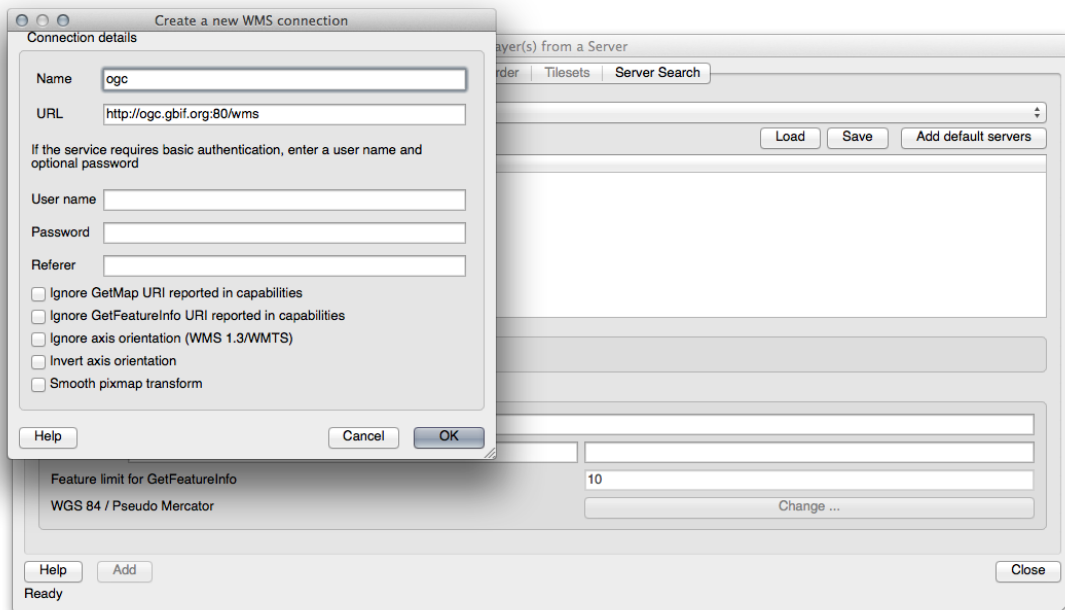 Create a new WMS connection
Connection details
Name
ogc
URL
http://ogc.gbif.org:80/wms
If the service requires basic authentication, enter a user name and
optional password
User name
Password
Referer
Ignore GetMap URI reported in capabilities
Ignore GetFeatureInfo URI reported in capabilities
Ignore axis orientation (WMS 1.3/WMTS)
Invert axis orientation
Smooth pixmap transform
Help
Cancel
OK
ayer(s) from a Server
rder
Tilesets
Server Search
Load
Save
Add default servers
Feature limit for GetFeatureInfo
10
WGS 84 / Pseudo Mercator
Change ...
Help
Add
Close
Ready